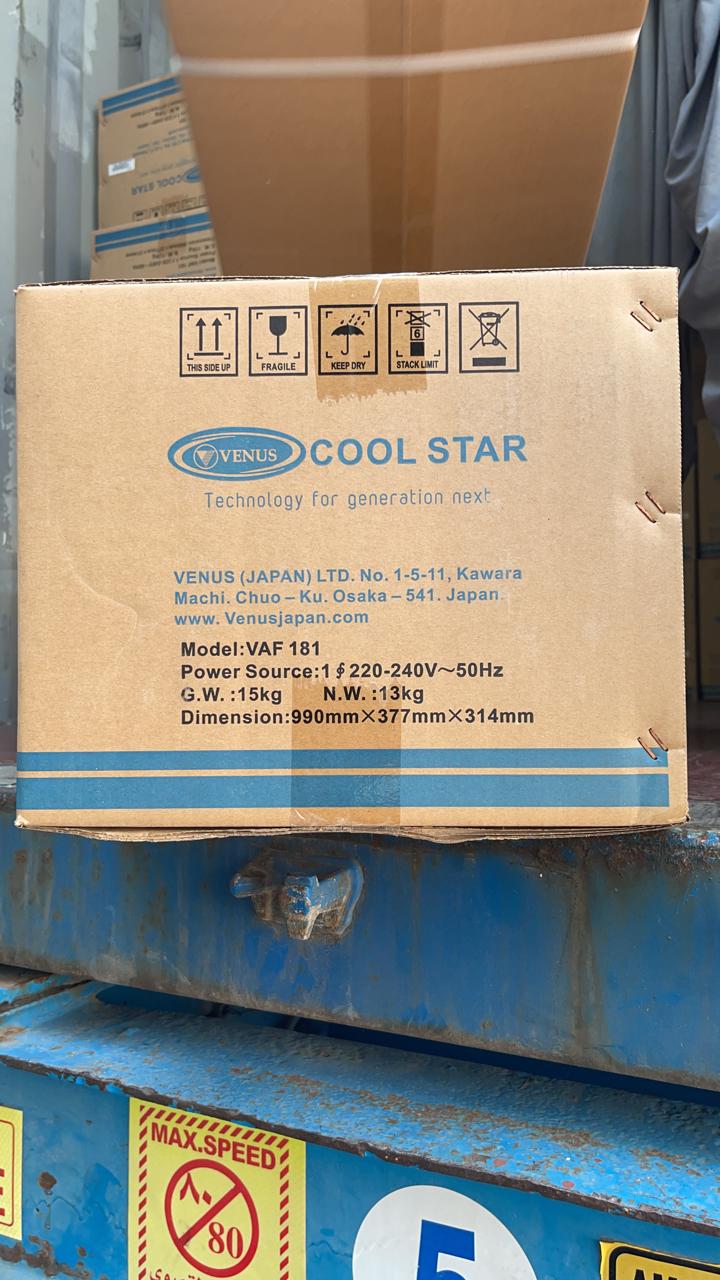 COOL STAR
THIS SIDE UP
FRAGILE
KEEP DRY
6
STACK LIMIT
VENUS
COOL STAR
Technology for generation next
VENUS (JAPAN) LTD. No. 1-5-11, Kawara
Machi. Chuo – Ku. Osaka – 541. Japan.
www. Venusjapan.com
Model:VAF 181
Power Source:1∮220-240V～50Hz
G.W. :15kg N.W. :13kg
Dimension:990mm×377mm×314mm
MAX.SPEED
٨٠
80
5